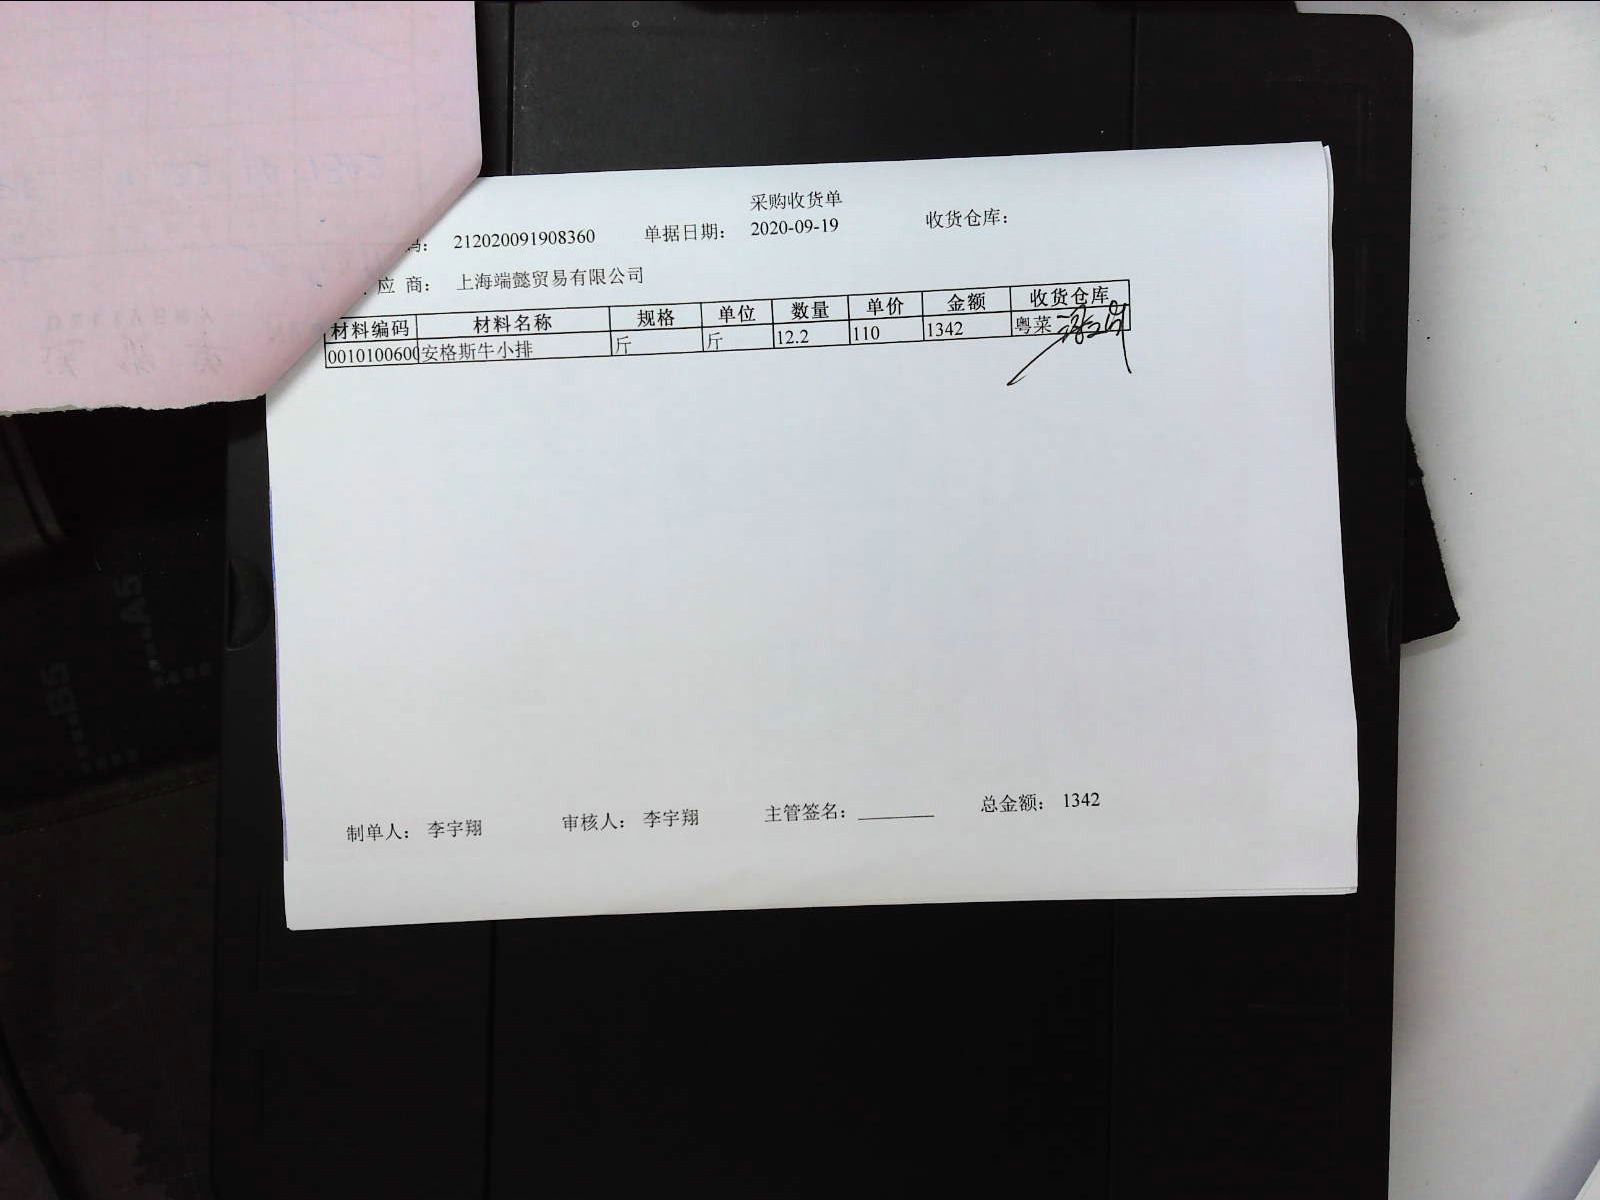 采购收货单
码： 212020091908360 单据日期： 2020-09-19 收货仓库：
应 商： 上海端懿贸易有限公司
材料编码 材料名称 规格 单位 数量 单价 金额 收货仓库
0010100600 安格斯牛小排 斤 斤 12.2 110 1342 粤菜
制单人： 李宇翔 审核人： 李宇翔 主管签名： 总金额： 1342
A5
B5